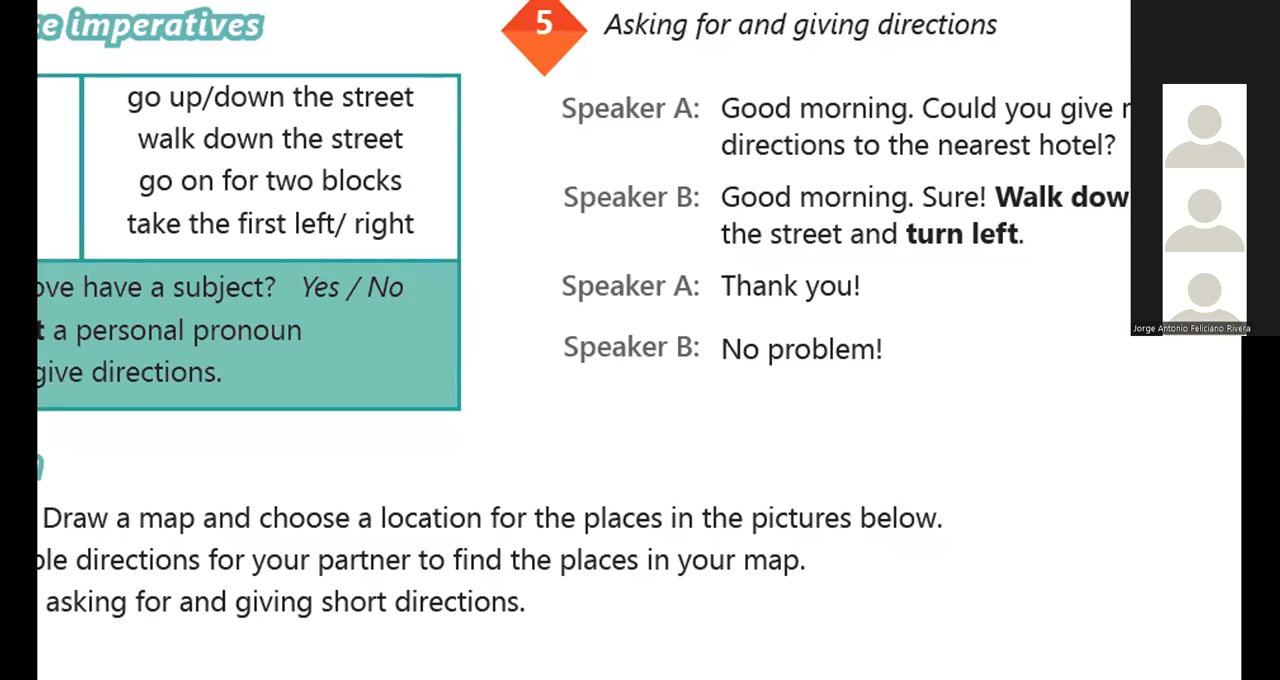 imperatives
go up/down the street
walk down the street
go on for two blocks
take the first left/ right
have a subject? Yes / No
a personal pronoun
give directions.
5
Asking for and giving directions
Speaker A: Good morning. Could you give
directions to the nearest hotel?
Speaker B: Good morning. Sure! Walk dow
the street and turn left.
Speaker A: Thank you!
Speaker B: No problem!
Jorge Antonio Feliciano Rivera
Draw a map and choose a location for the places in the pictures below.
directions for your partner to find the places in your map.
asking for and giving short directions.